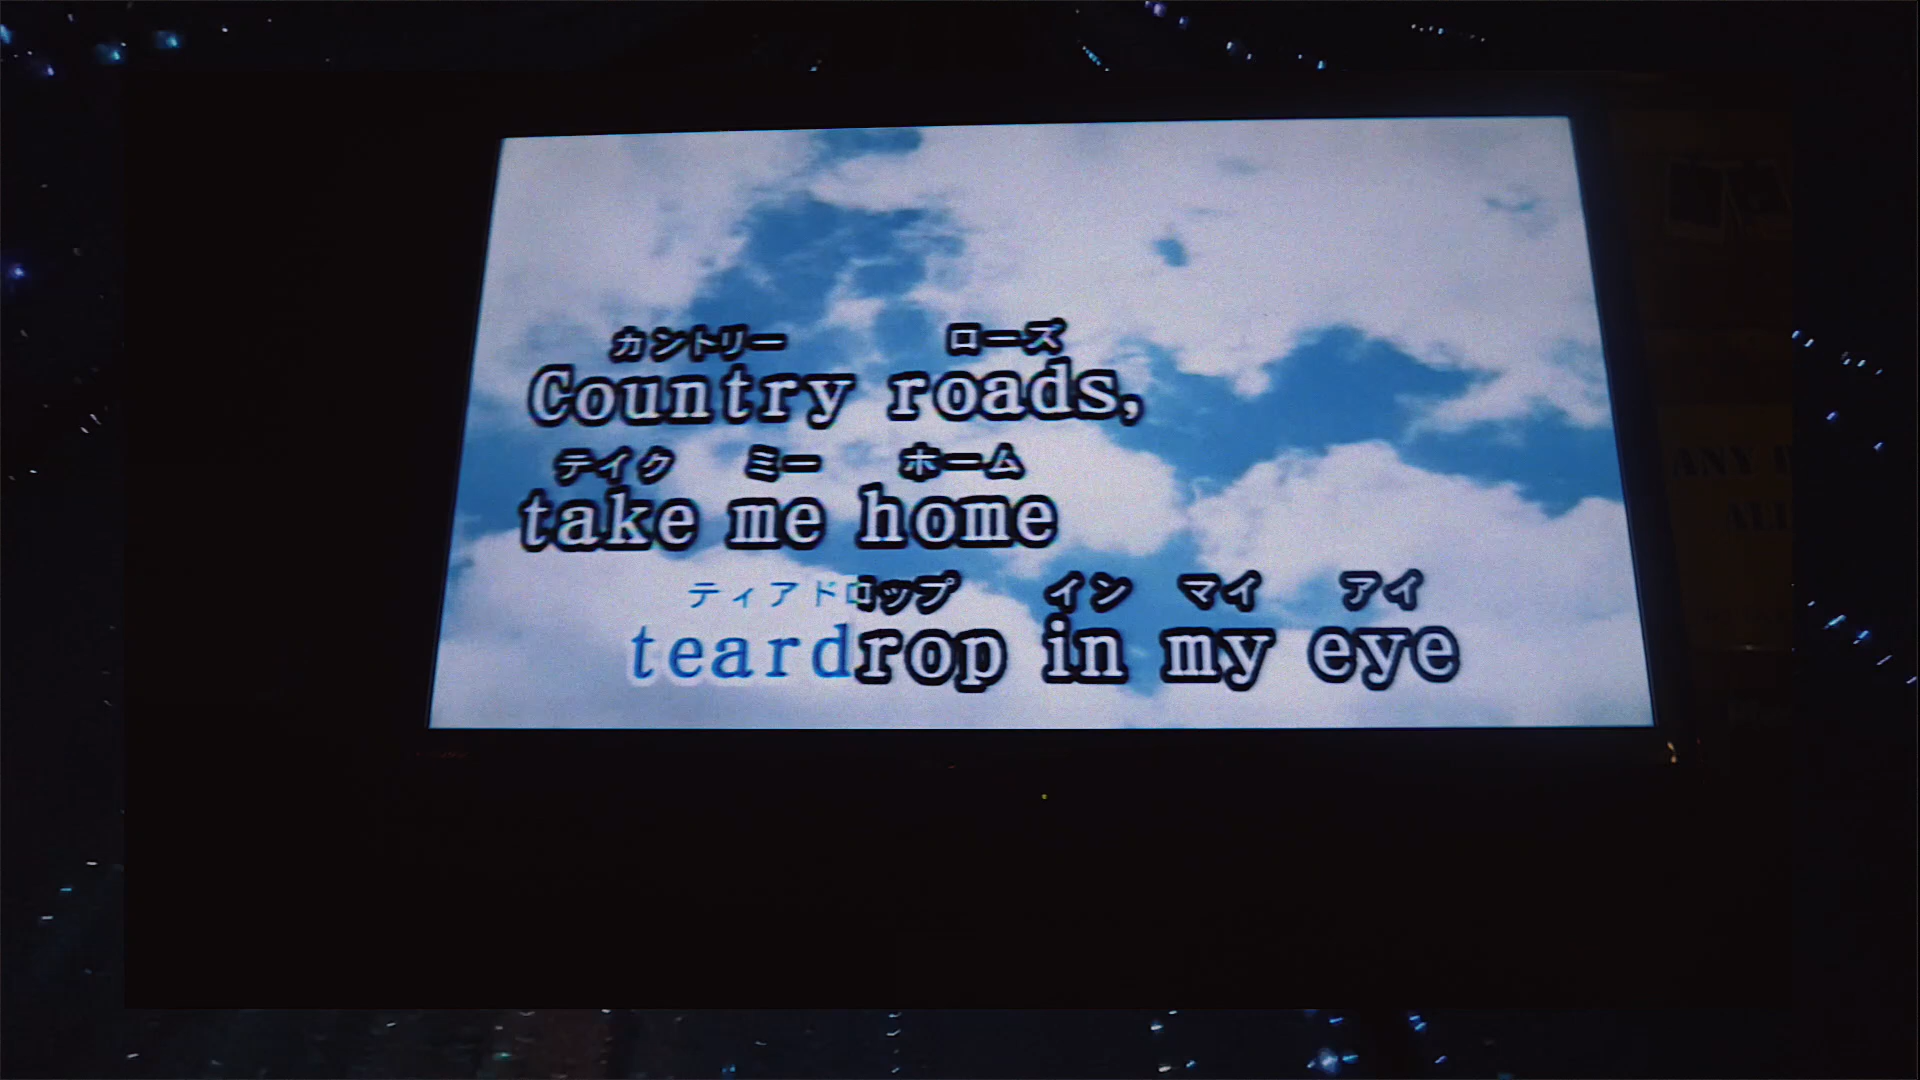 カントリー ローズ
Country roads,
テイク ミー ホーム
take me home
ティアドロップ イン マイ アイ
teardrop in my eye
ANY